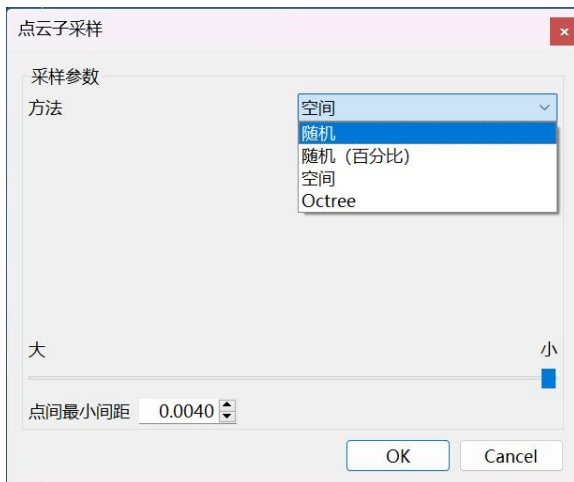 点云子采样
采样参数
方法
空间
随机
随机（百分比）
空间
Octree
大
小
点间最小间距 0.0040
OK
Cancel